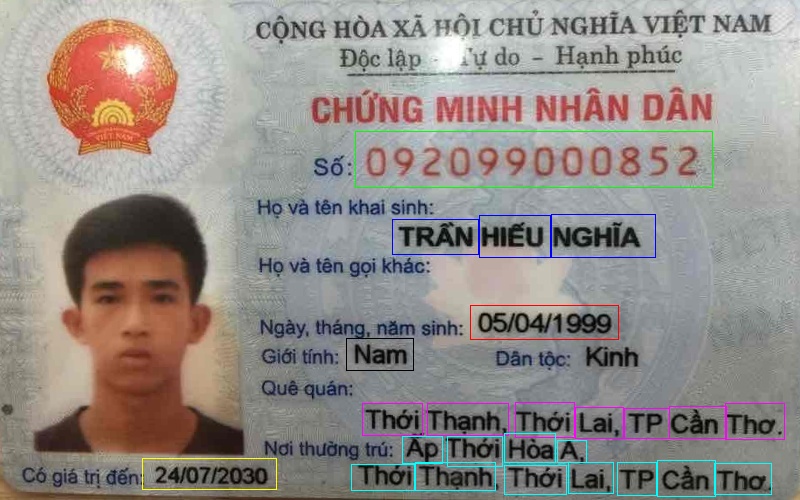 CỘNG HÒA XÃ HỘI CHỦ NGHĨA VIỆT NAM
Độc lập - Tự do - Hạnh phúc
CHỨNG MINH NHÂN DÂN
Số: 092099000852
Họ và tên khai sinh:
TRẦN HIẾU NGHĨA
Họ và tên gọi khác:
Ngày, tháng, năm sinh: 05/04/1999
Giới tính: Nam Dân tộc: Kinh
Quê quán:
Thới Thạnh, Thới Lai, TP Cần Thơ.
Nơi thường trú: Ấp Thới Hòa A,
Thới Thạnh, Thới Lai, TP Cần Thơ.
Có giá trị đến: 24/07/2030
VIỆT NAM